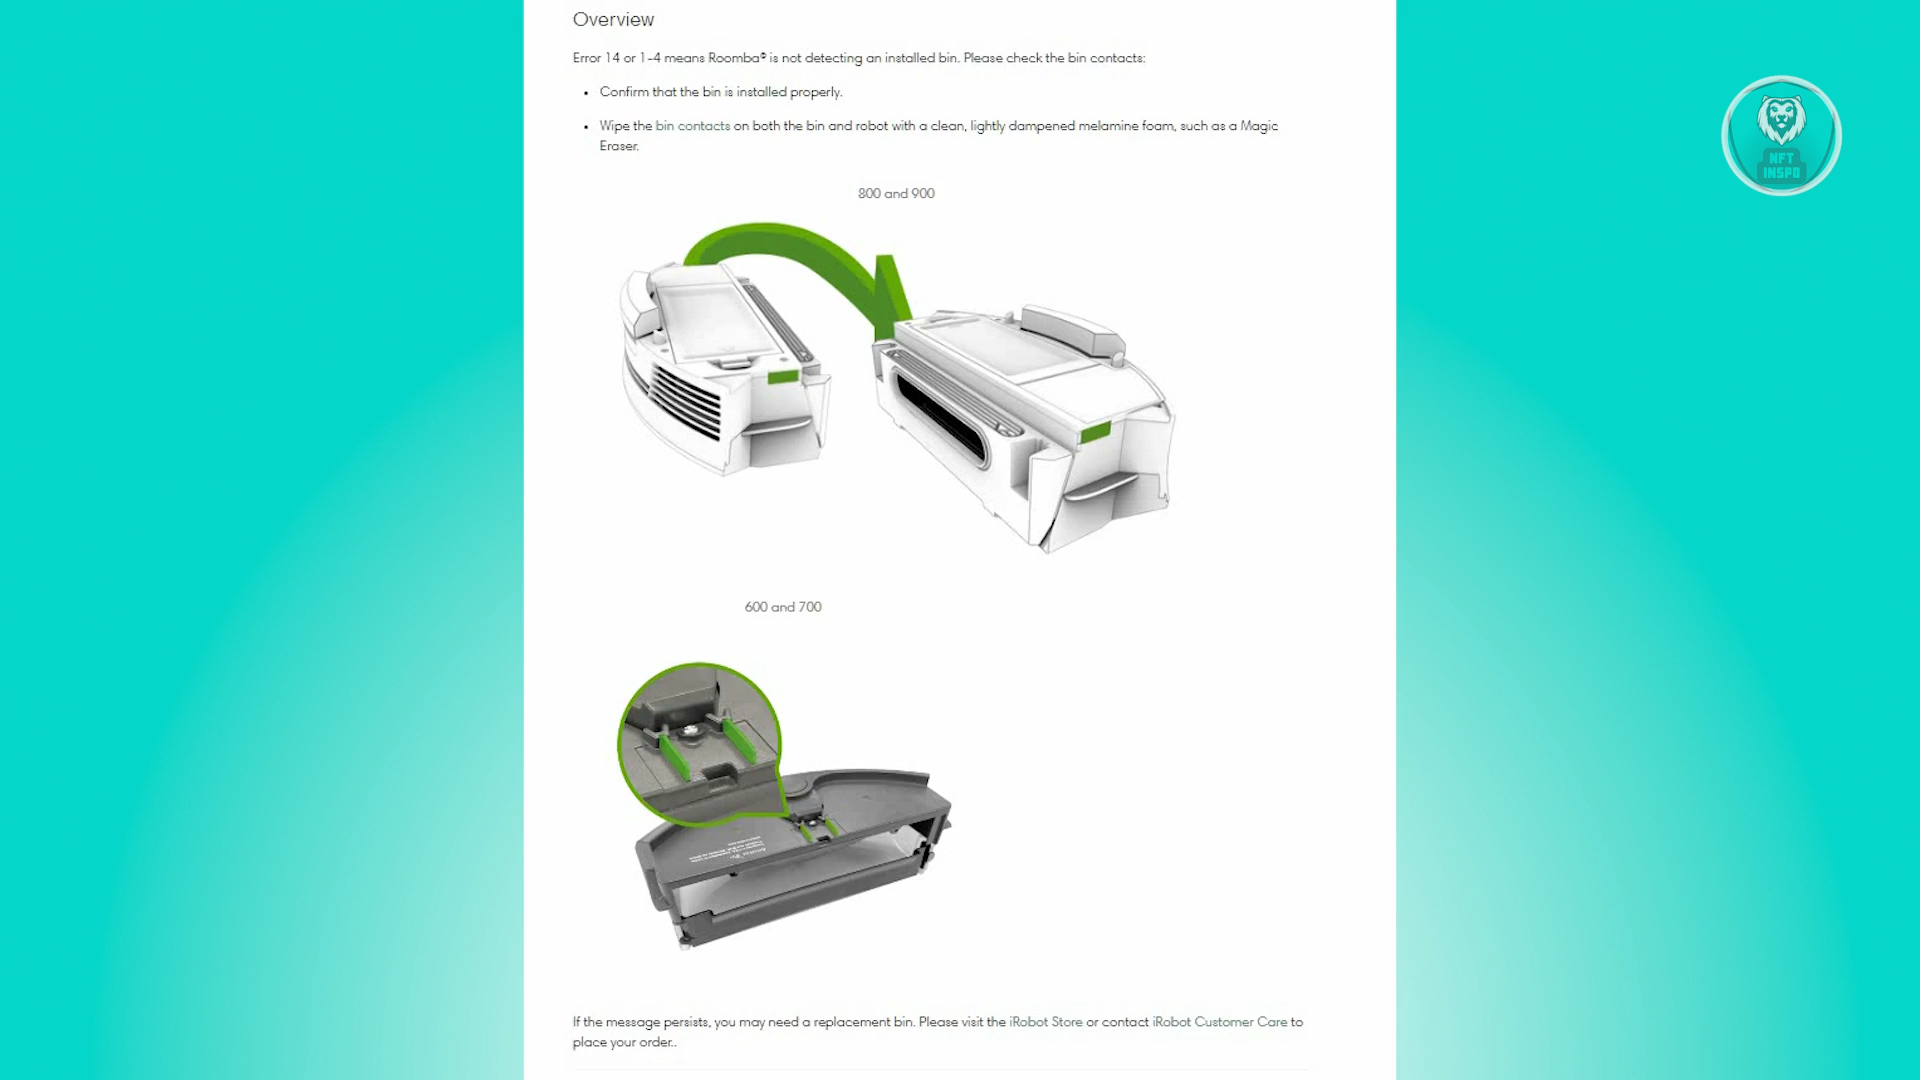 Overview
Error 14 or 1-4 means Roomba® is not detecting an installed bin. Please check the bin contacts:
• Confirm that the bin is installed properly.
• Wipe the bin contacts on both the bin and robot with a clean, lightly dampened melamine foam, such as a Magic
Eraser.
800 and 900
600 and 700
If the message persists, you may need a replacement bin. Please visit the iRobot Store or contact iRobot Customer Care to
place your order..
NFT
INSPO